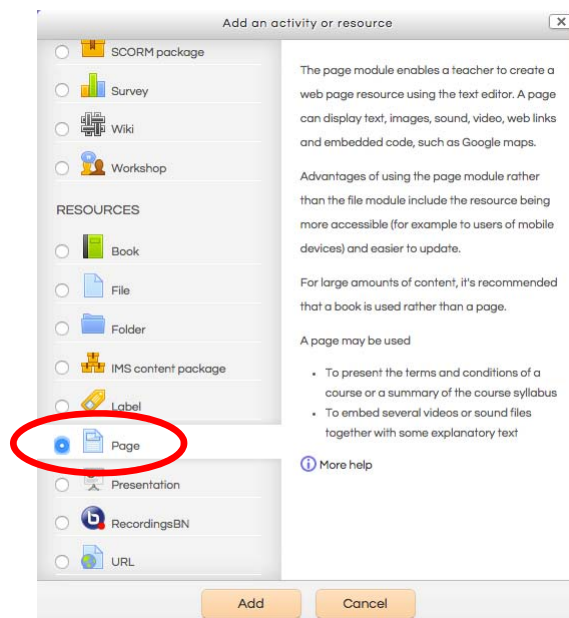 Add an activity or resource
SCORM package
Survey
Wiki
Workshop
RESOURCES
Book
File
Folder
IMS content package
Label
Page
Presentation
RecordingsBN
URL
The page module enables a teacher to create a
web page resource using the text editor. A page
can display text, images, sound, video, web links
and embedded code, such as Google maps.
Advantages of using the page module rather
than the file module include the resource being
more accessible (for example to users of mobile
devices) and easier to update.
For large amounts of content, it's recommended
that a book is used rather than a page.
A page may be used
• To present the terms and conditions of a
course or a summary of the course syllabus
• To embed several videos or sound files
together with some explanatory text
More help
Add
Cancel